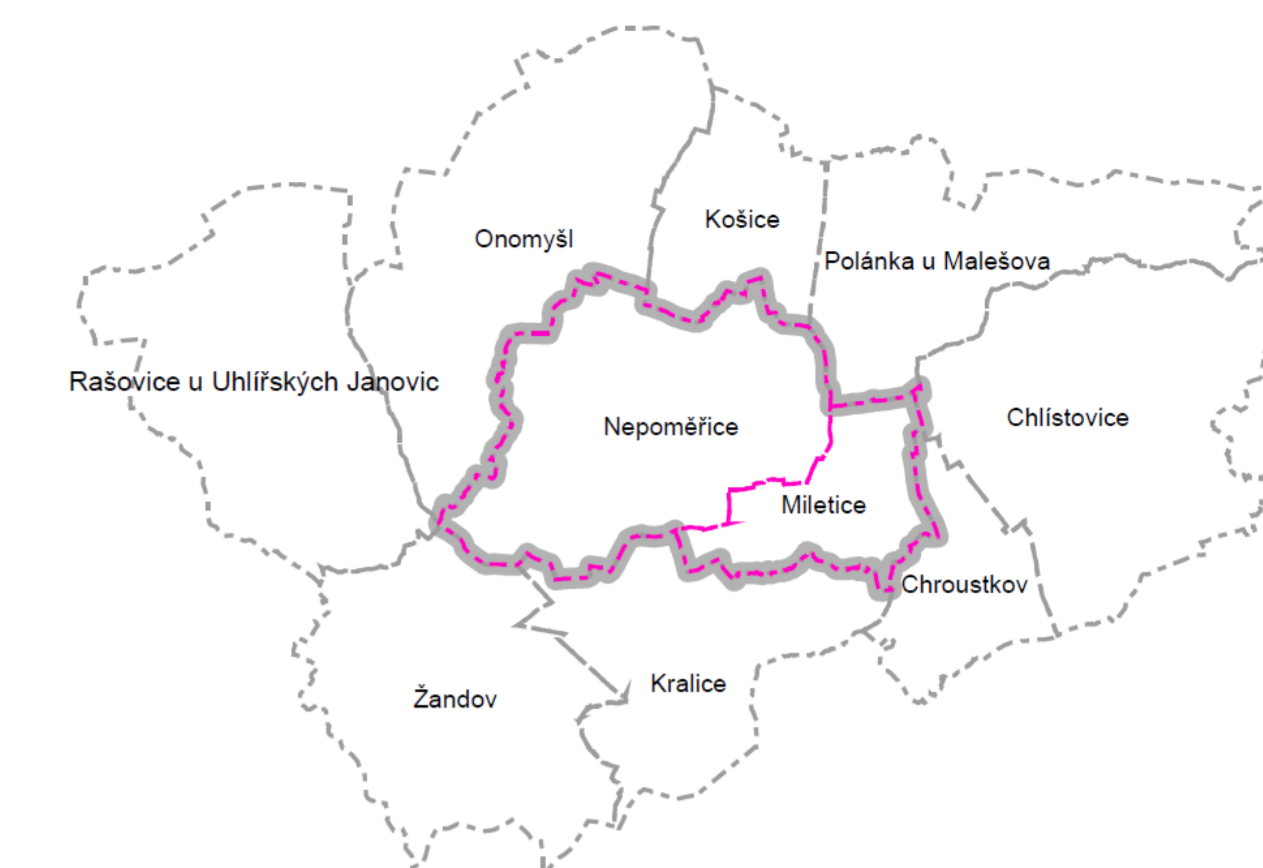 Košice
Onomyšl
Polánka u Malešova
Rašovice u Uhlířských Janovic
Chlístovice
Nepoměřice
Miletice
Chroustkov
Kralice
Žandov